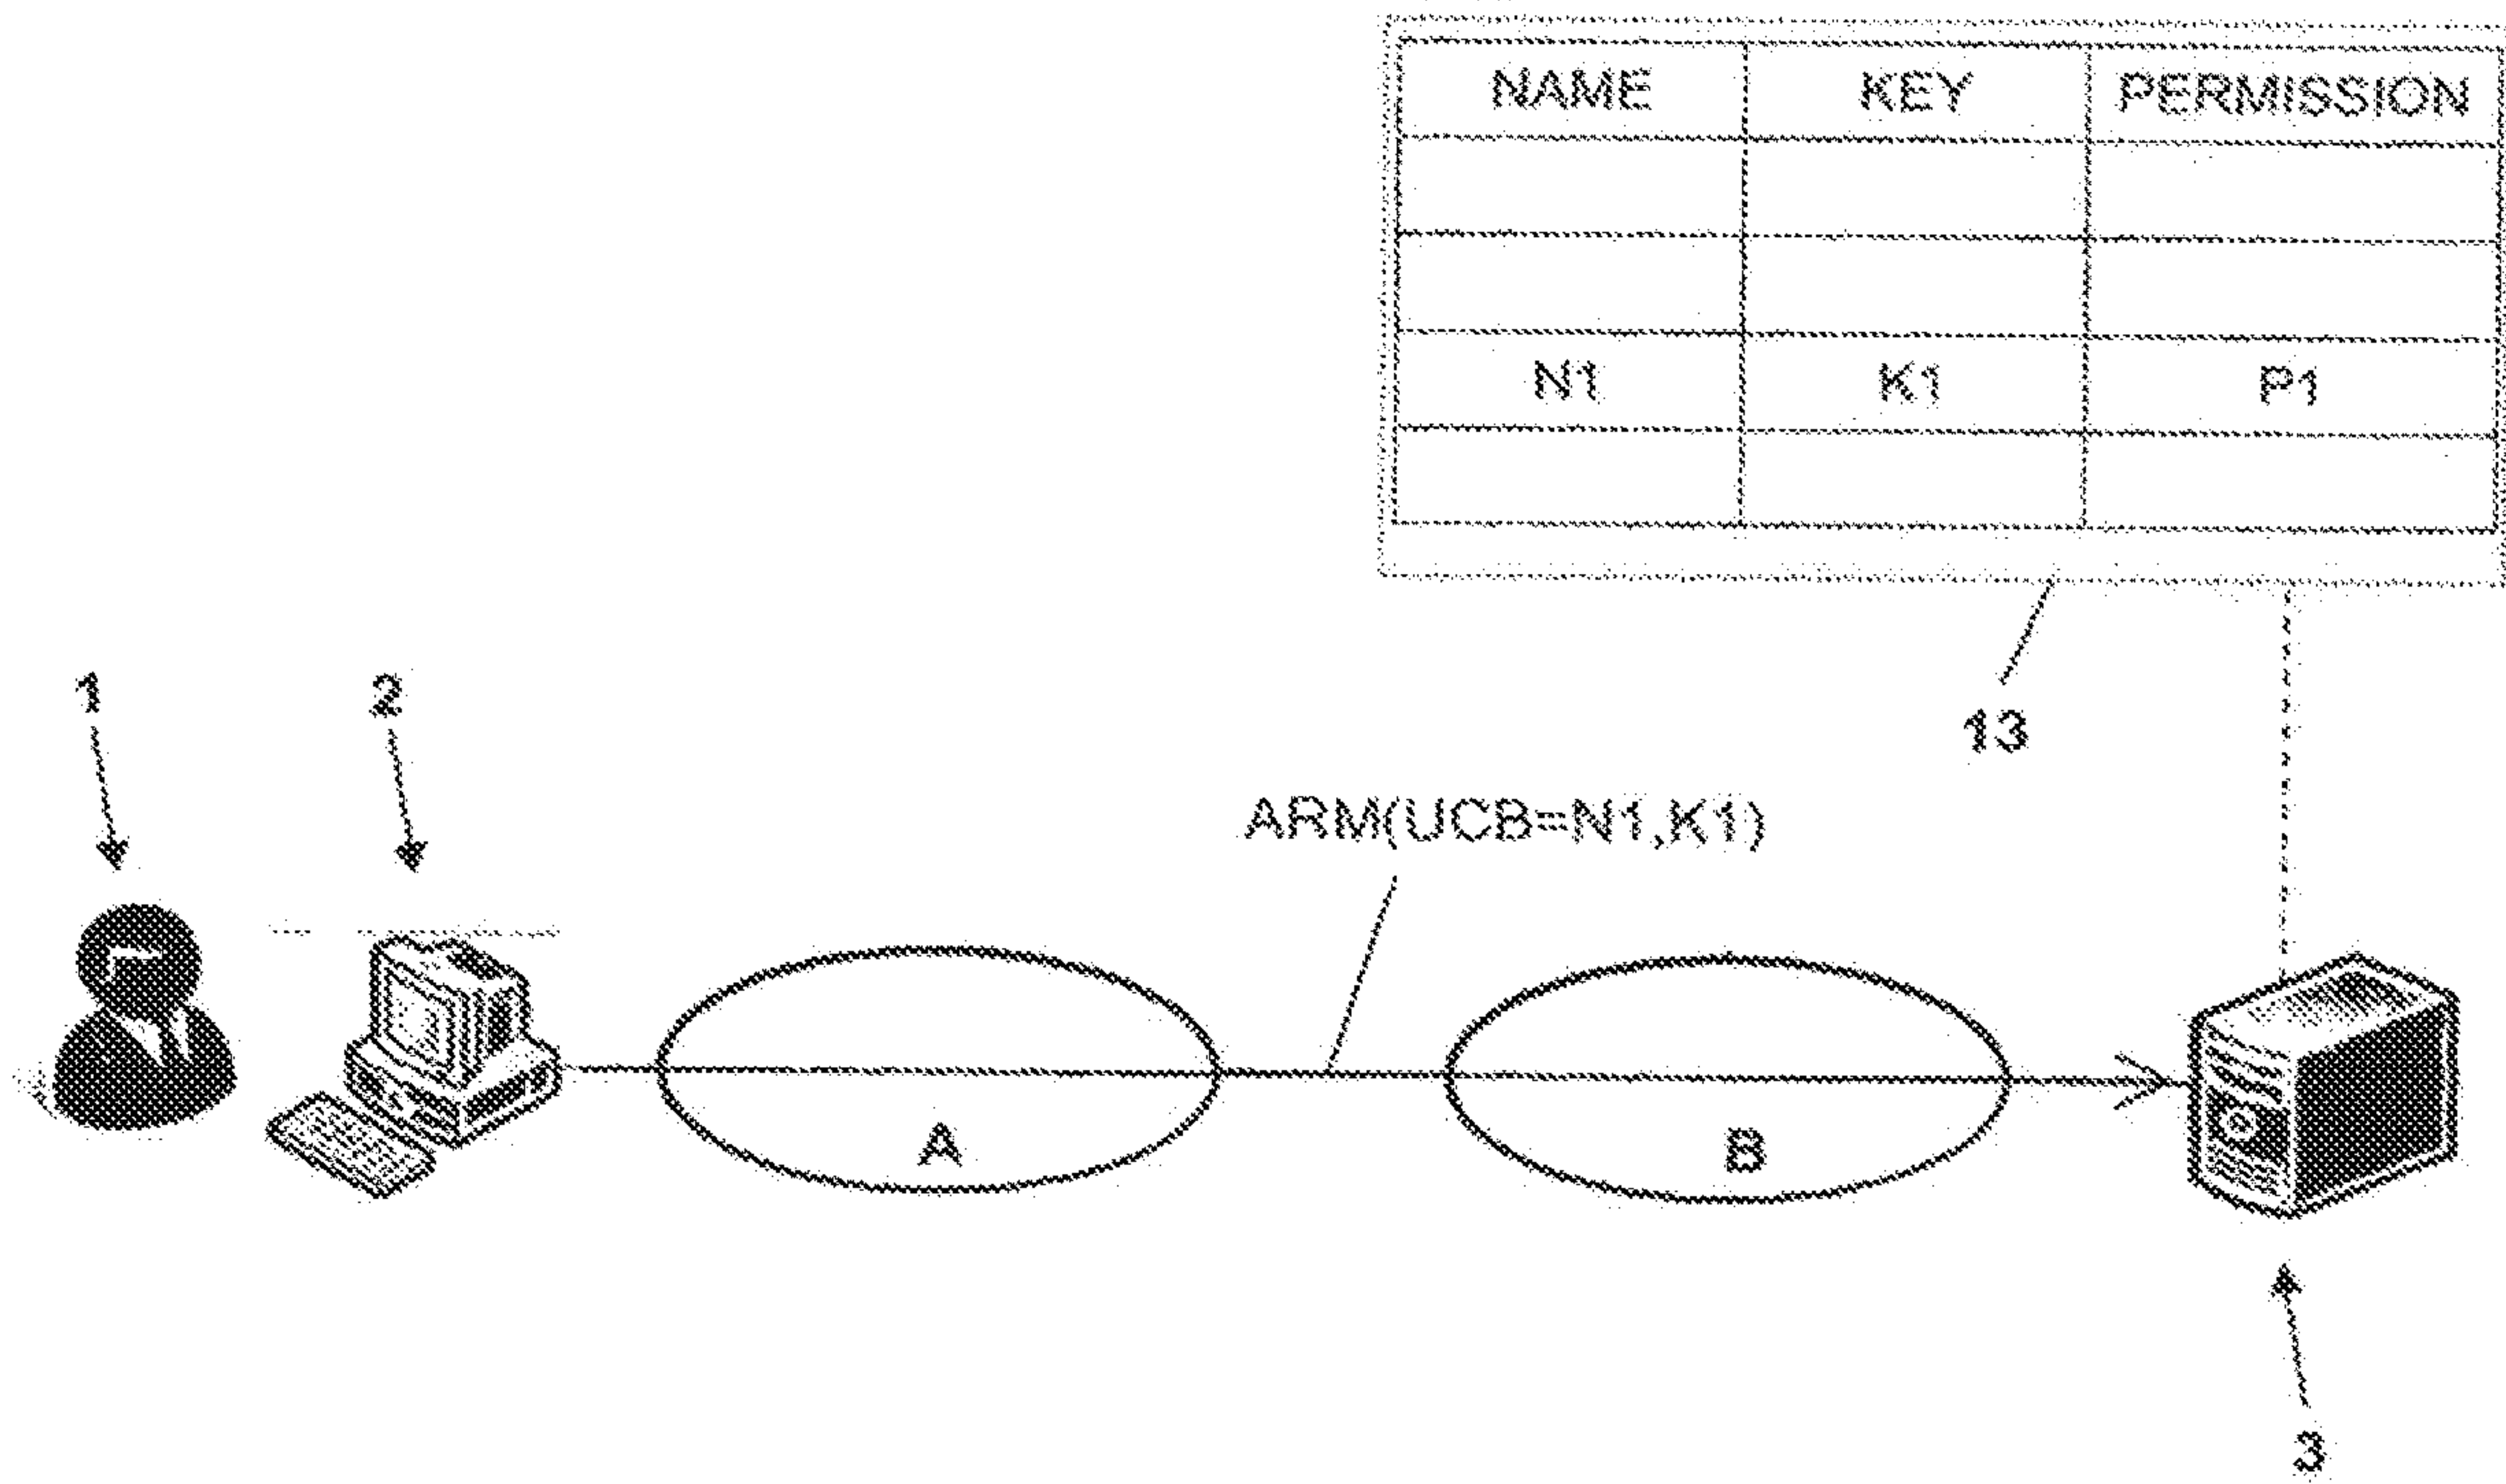 NAME KEY PERMISSION
N1 K1 P1
13
1 2
ARM(UCB=N1,K1)
A B
3